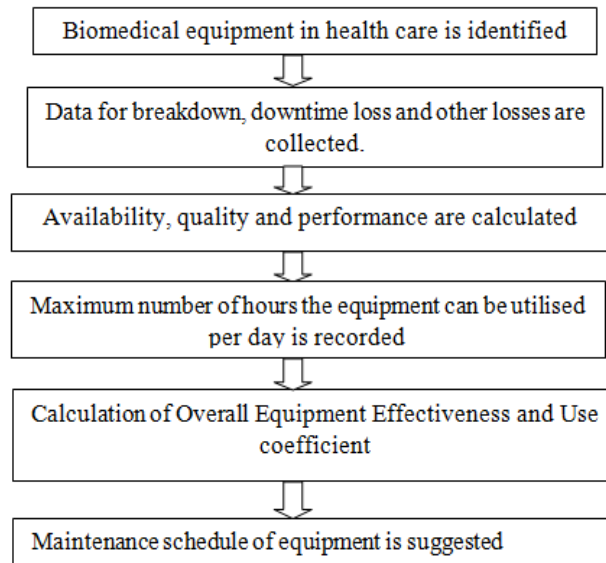 Biomedical equipment in health care is identified
Data for breakdown, downtime loss and other losses are
collected.
Availability, quality and performance are calculated
Maximum number of hours the equipment can be utilised
per day is recorded
Calculation of Overall Equipment Effectiveness and Use
coefficient
Maintenance schedule of equipment is suggested